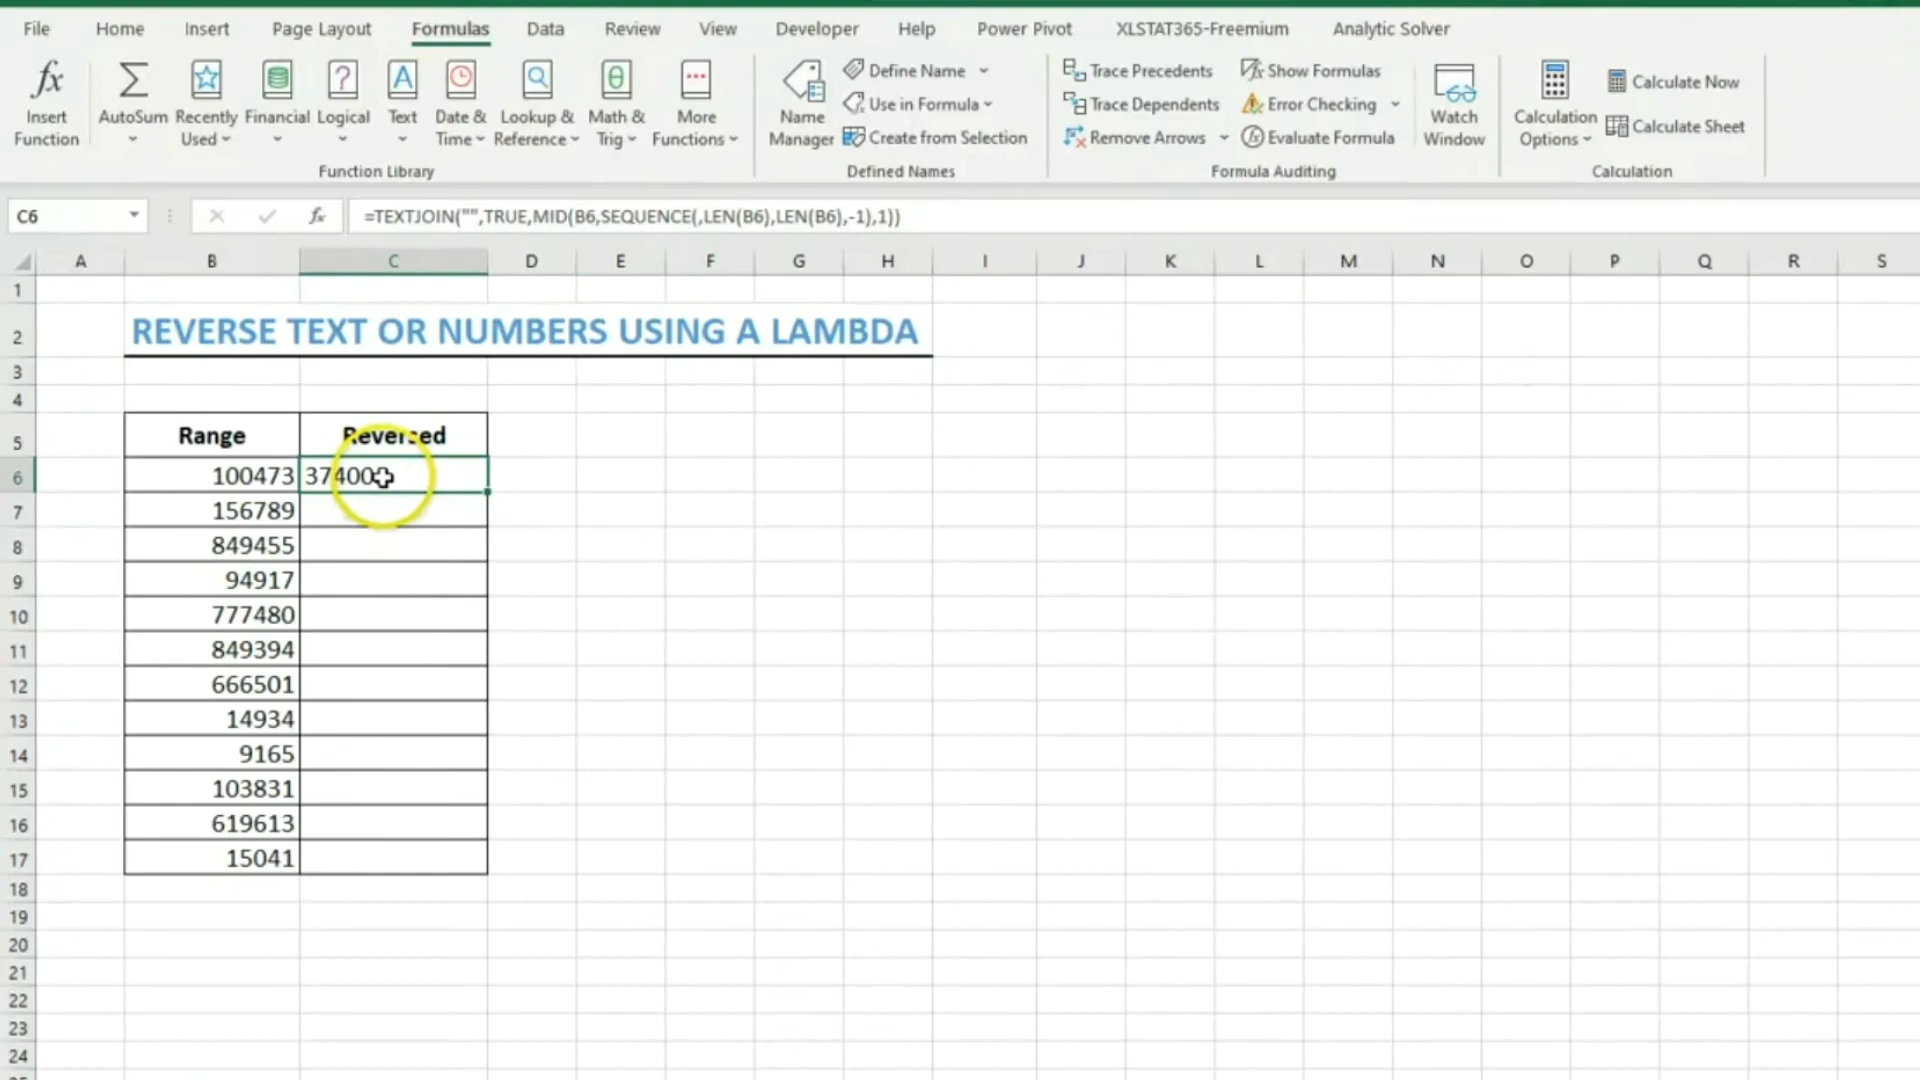 File Home Insert Page Layout Formulas Data Review View Developer Help Power Pivot XLSTAT365-Freemium Analytic Solver
Insert Function AutoSum Recently Used Financial Logical Text Date & Time Lookup & Reference Math & Trig More Functions
Function Library
Name Manager Define Name Use in Formula Create from Selection
Defined Names
Trace Precedents Show Formulas
Trace Dependents Error Checking
Remove Arrows Evaluate Formula
Watch Window
Formula Auditing
Calculation Options Calculate Now Calculate Sheet
Calculation
C6 fx =TEXTJOIN("",TRUE,MID(B6,SEQUENCE(,LEN(B6),LEN(B6),-1),1))
A B C D E F G H I J K L M N O P Q R S
1
2 REVERSE TEXT OR NUMBERS USING A LAMBDA
3
4
5 Range Reversed
6 100473 37400
7 156789
8 849455
9 94917
10 777480
11 849394
12 666501
13 14934
14 9165
15 103831
16 619613
17 15041
18
19
20
21
22
23
24